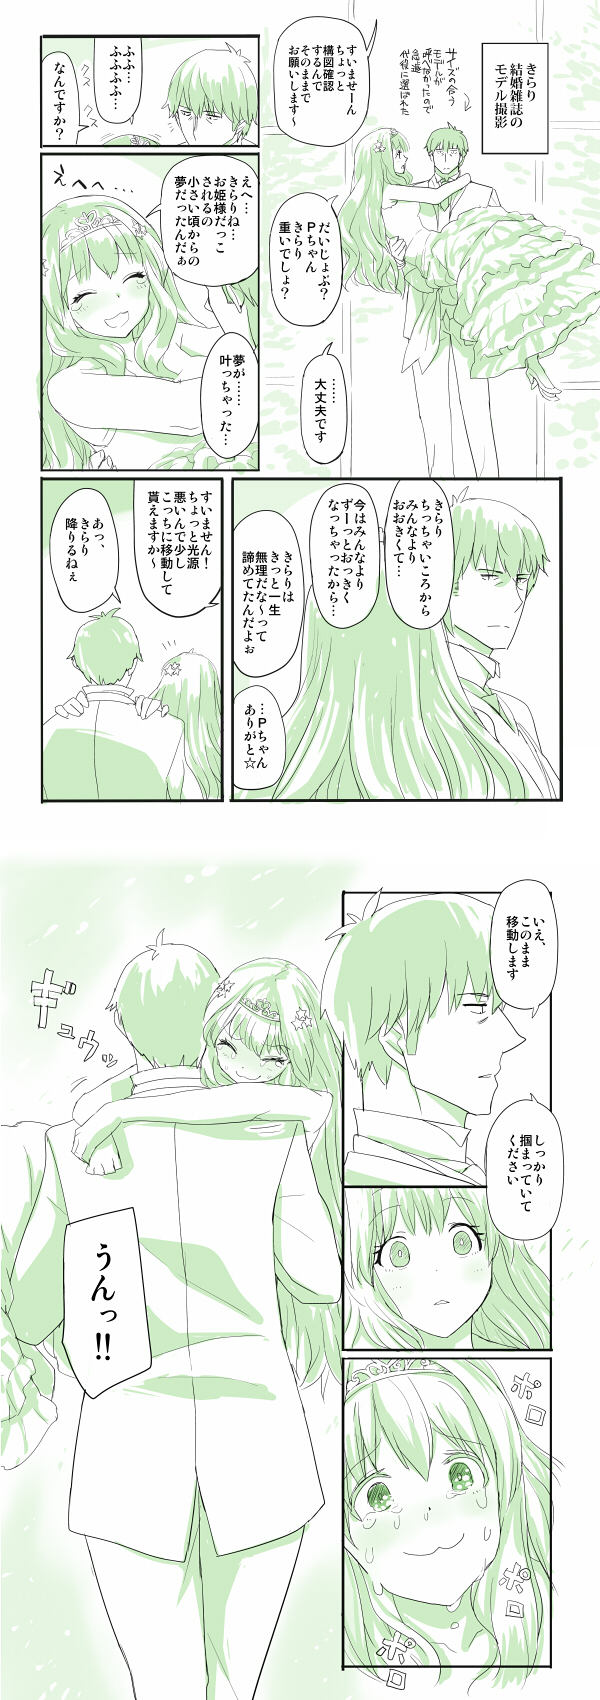 きらり
結婚雑誌の
モデル撮影
サイズの合う
モデルが
呼べなかったので
急遽
代役に選ばれた
すいませーん
ちょっと
構図確認
するんで
そのままで
お願いします～
だいじょぶ？
Pちゃん
きらり
重いでしょ？
……
大丈夫です
ふふ…
ふふふふ…
クス
クス
なんですか？
えへへ…
えへ…
きらりね…
お姫様だっこ
されるの
小さい頃からの
夢だったんだぁ
夢が……
叶っちゃった…
きらり
ちっちゃいころから
みんなより
おおきくて…
今はみんなより
ずーっとおっきく
なっちゃったから…
きらりは
きっと一生
無理だな～って
諦めてたんだよぉ
…Pちゃん
ありがと☆
すいません！
ちょっと光源
悪いんで少し
こっちに移動して
貰えますか～
あっ、
きらり
降りるねぇ
いえ、
このまま
移動します
しっかり
掴まっていて
ください
ポロ
ポロ
ポロ
ギュウッ
うんっ!!